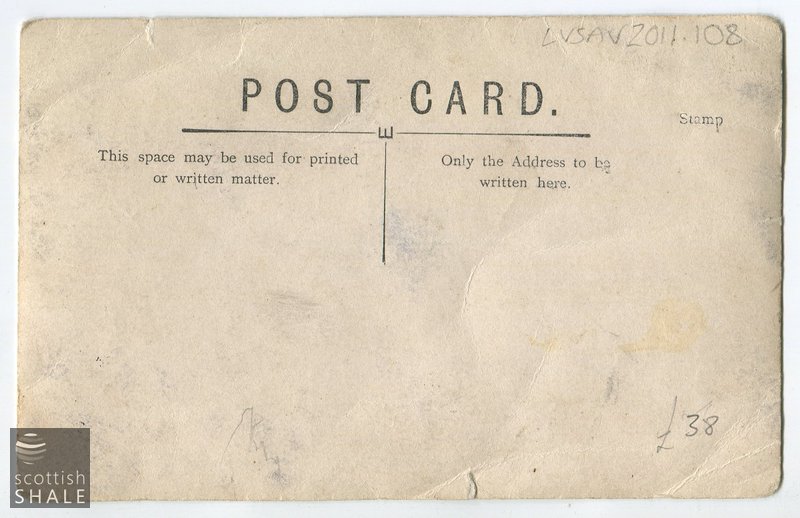 LVSAV2011.108
POST CARD.
Stamp
E
This space may be used for printed
or written matter.
Only the Address to be
written here.
£38
scottish
SHALE